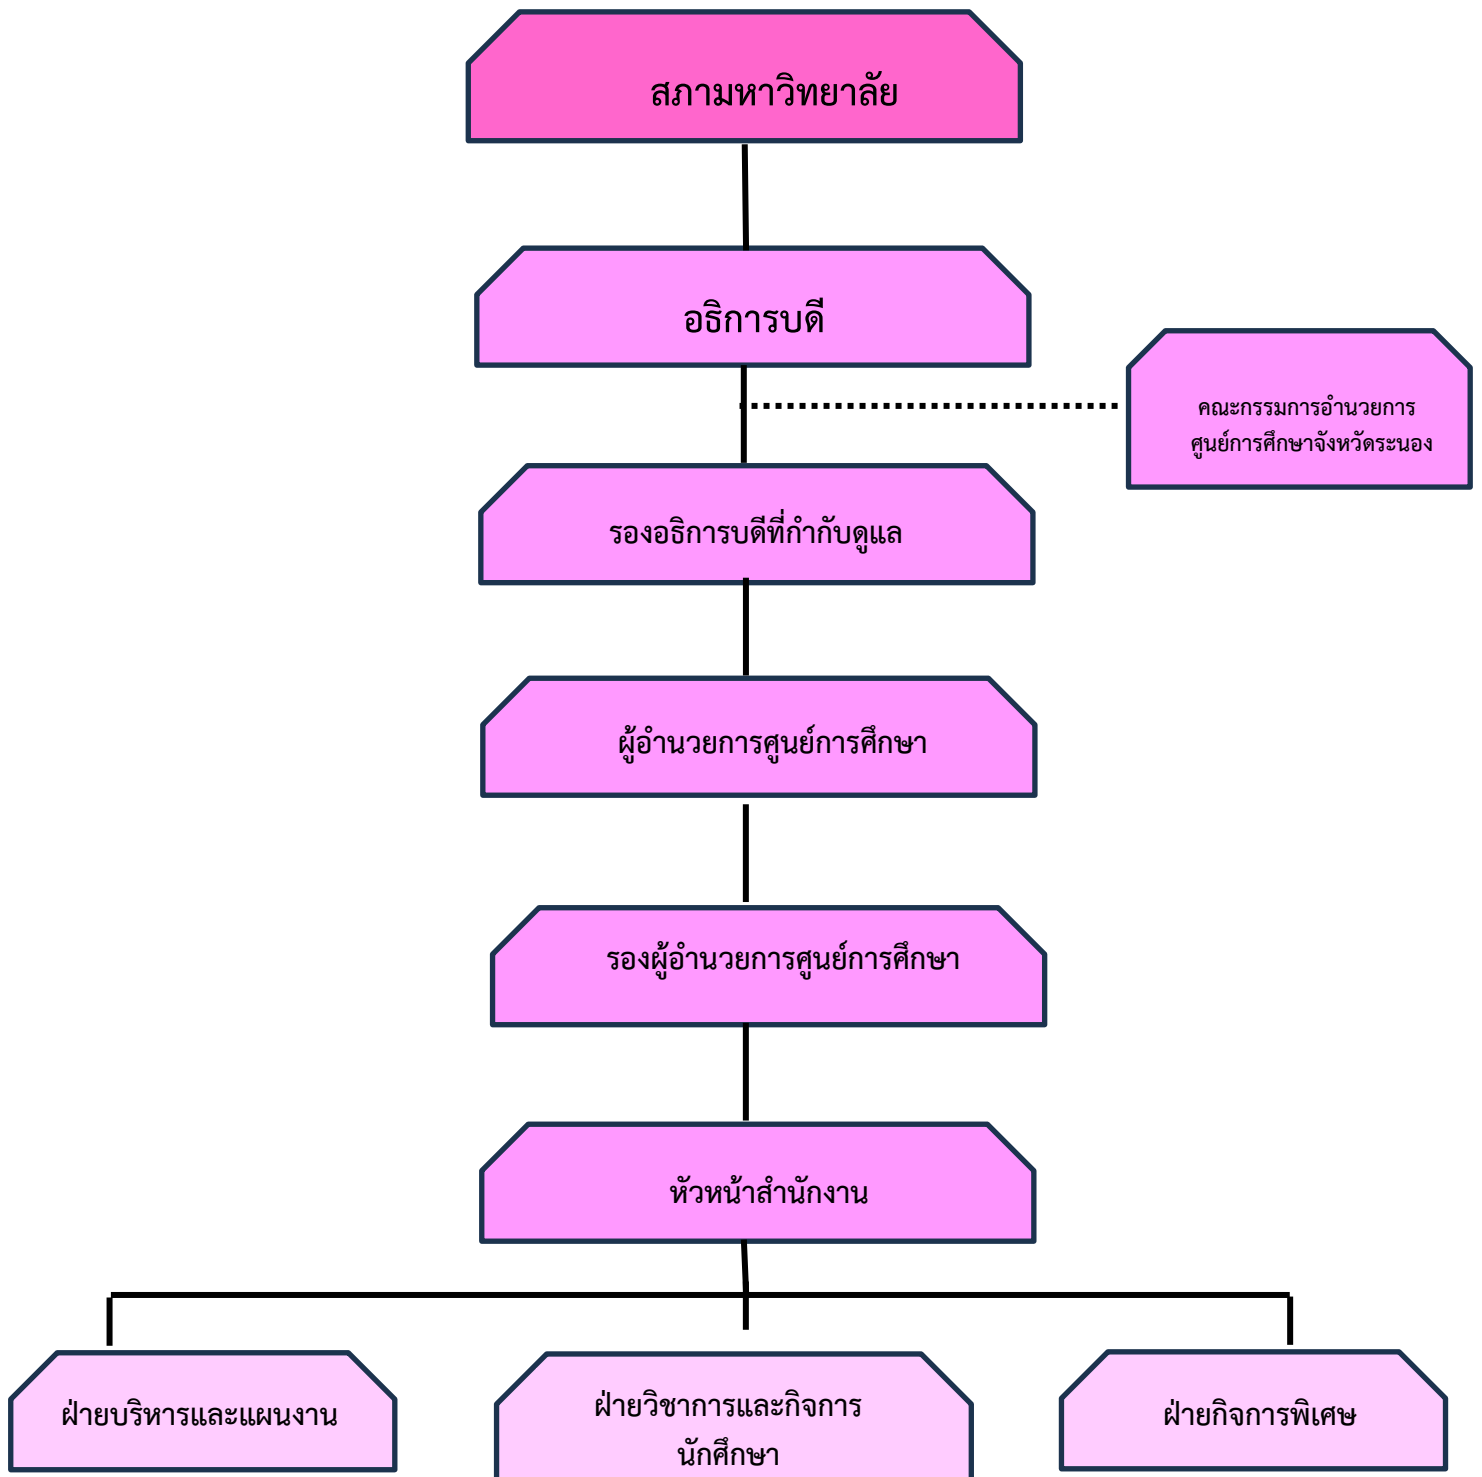 สภามหาวิทยาลัย
อธิการบดี
คณะกรรมการอำนวยการ
ศูนย์การศึกษาจังหวัดระนอง
รองอธิการบดีที่กำกับดูแล
ผู้อำนวยการศูนย์การศึกษา
รองผู้อำนวยการศูนย์การศึกษา
หัวหน้าสำนักงาน
ฝ่ายบริหารและแผนงาน
ฝ่ายวิชาการและกิจการ
นักศึกษา
ฝ่ายกิจการพิเศษ